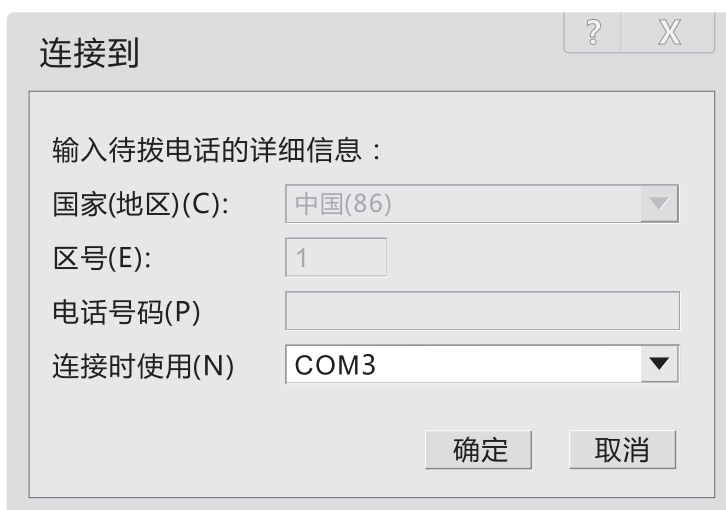 连接到
? X
输入待拨电话的详细信息：
国家(地区)(C): 中国(86)
区号(E): 1
电话号码(P)
连接时使用(N) COM3
确定 取消